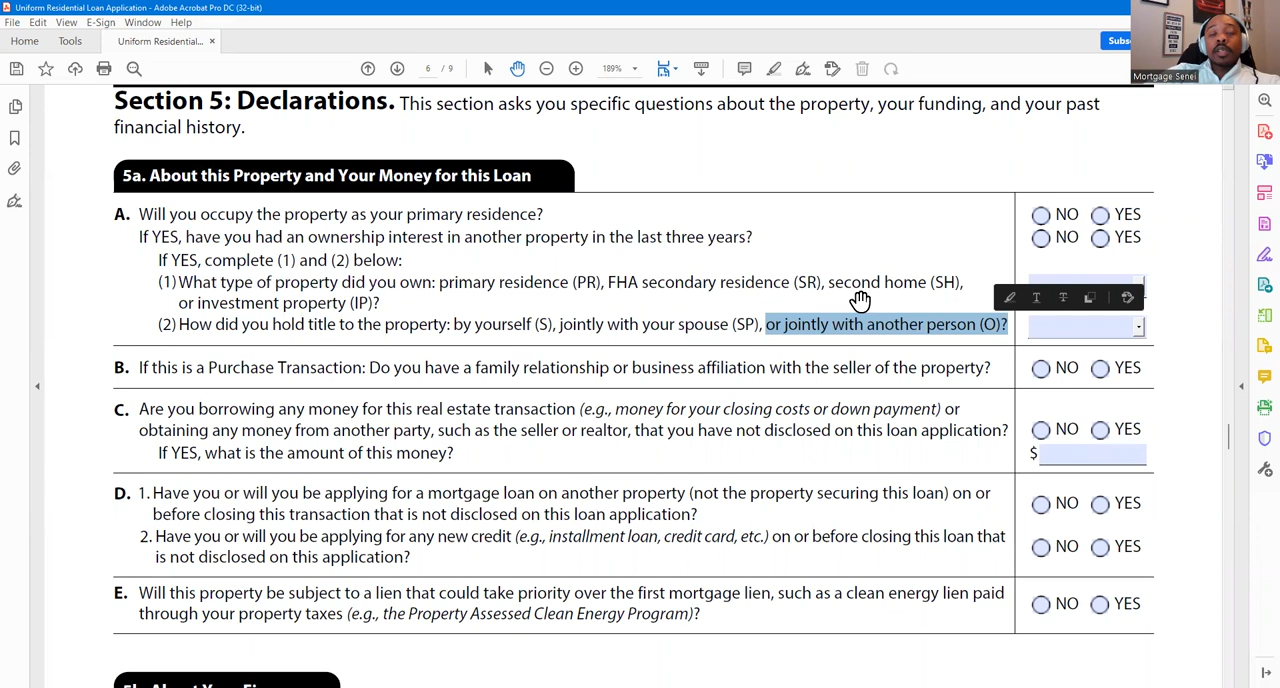 Uniform Residential Loan Application - Adobe Acrobat Pro DC (32-bit)
File Edit View E-Sign Window Help
Home Tools Uniform Residential... × Subs
6 / 9 189%
Mortgage Senei
Section 5: Declarations. This section asks you specific questions about the property, your funding, and your past
financial history.
5a. About this Property and Your Money for this Loan
A. Will you occupy the property as your primary residence? NO YES
If YES, have you had an ownership interest in another property in the last three years? NO YES
If YES, complete (1) and (2) below:
(1) What type of property did you own: primary residence (PR), FHA secondary residence (SR), second home (SH),
or investment property (IP)?
(2) How did you hold title to the property: by yourself (S), jointly with your spouse (SP), or jointly with another person (O)?
B. If this is a Purchase Transaction: Do you have a family relationship or business affiliation with the seller of the property? NO YES
C. Are you borrowing any money for this real estate transaction (e.g., money for your closing costs or down payment) or
obtaining any money from another party, such as the seller or realtor, that you have not disclosed on this loan application? NO YES
If YES, what is the amount of this money? $
D. 1. Have you or will you be applying for a mortgage loan on another property (not the property securing this loan) on or
before closing this transaction that is not disclosed on this loan application? NO YES
2. Have you or will you be applying for any new credit (e.g., installment loan, credit card, etc.) on or before closing this loan that
is not disclosed on this application? NO YES
E. Will this property be subject to a lien that could take priority over the first mortgage lien, such as a clean energy lien paid
through your property taxes (e.g., the Property Assessed Clean Energy Program)? NO YES